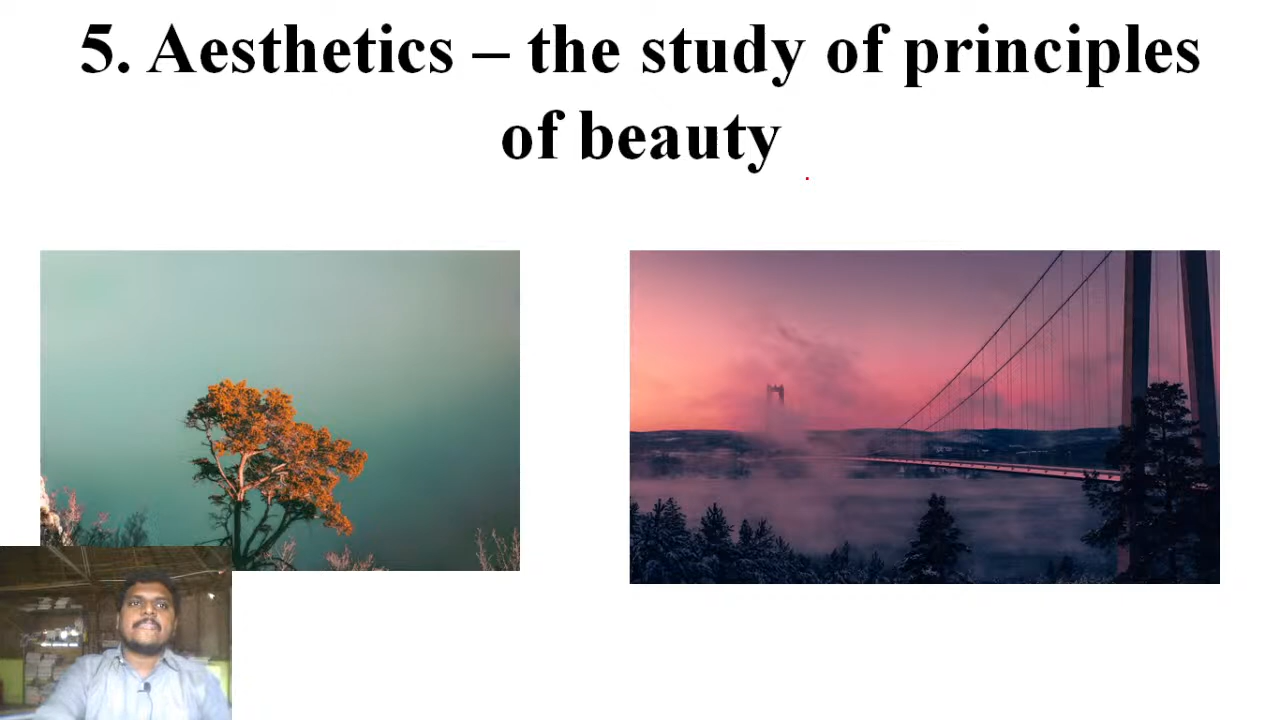 5. Aesthetics – the study of principles
of beauty